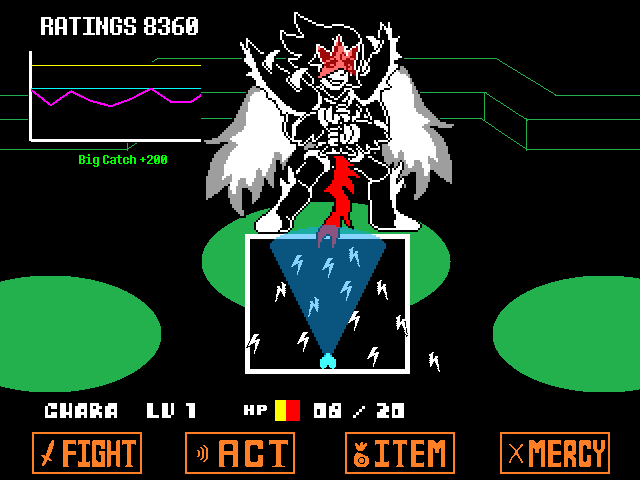 RATINGS 8360
Big Catch +200
CHARA LV 1 HP 08 / 20
FIGHT ACT ITEM MERCY